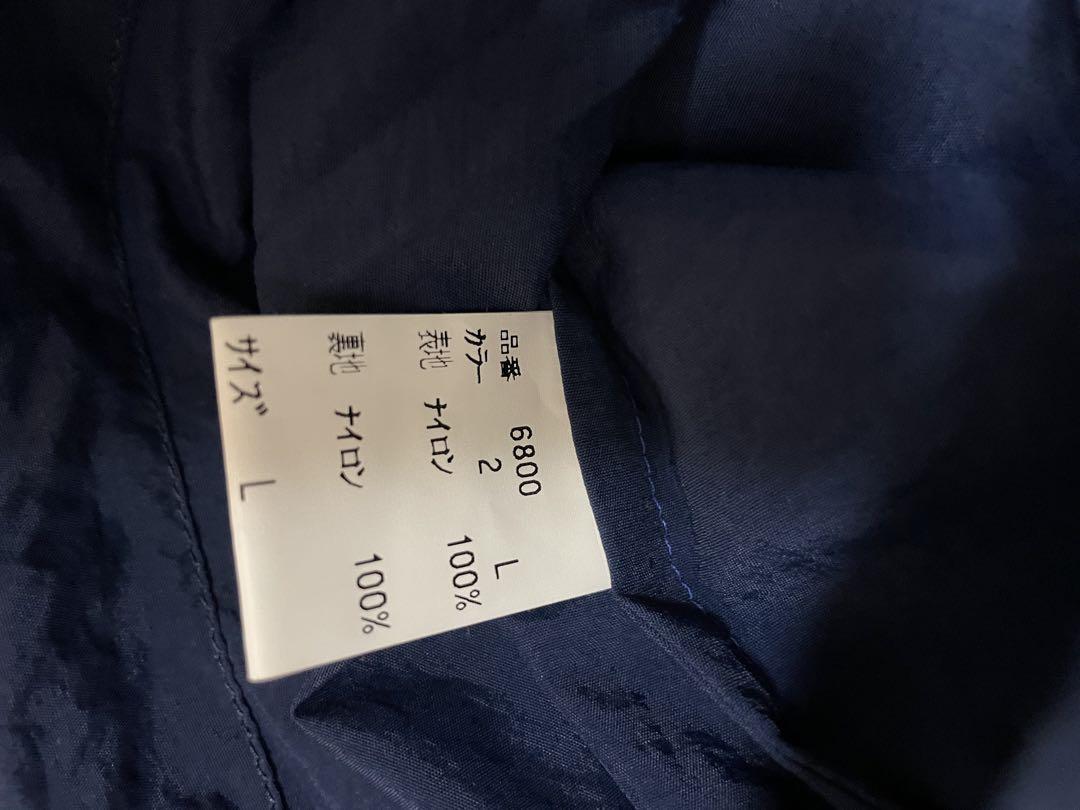 品番 6800
カラー 2 L
表地 ナイロン 100%
裏地 ナイロン 100%
サイズ L